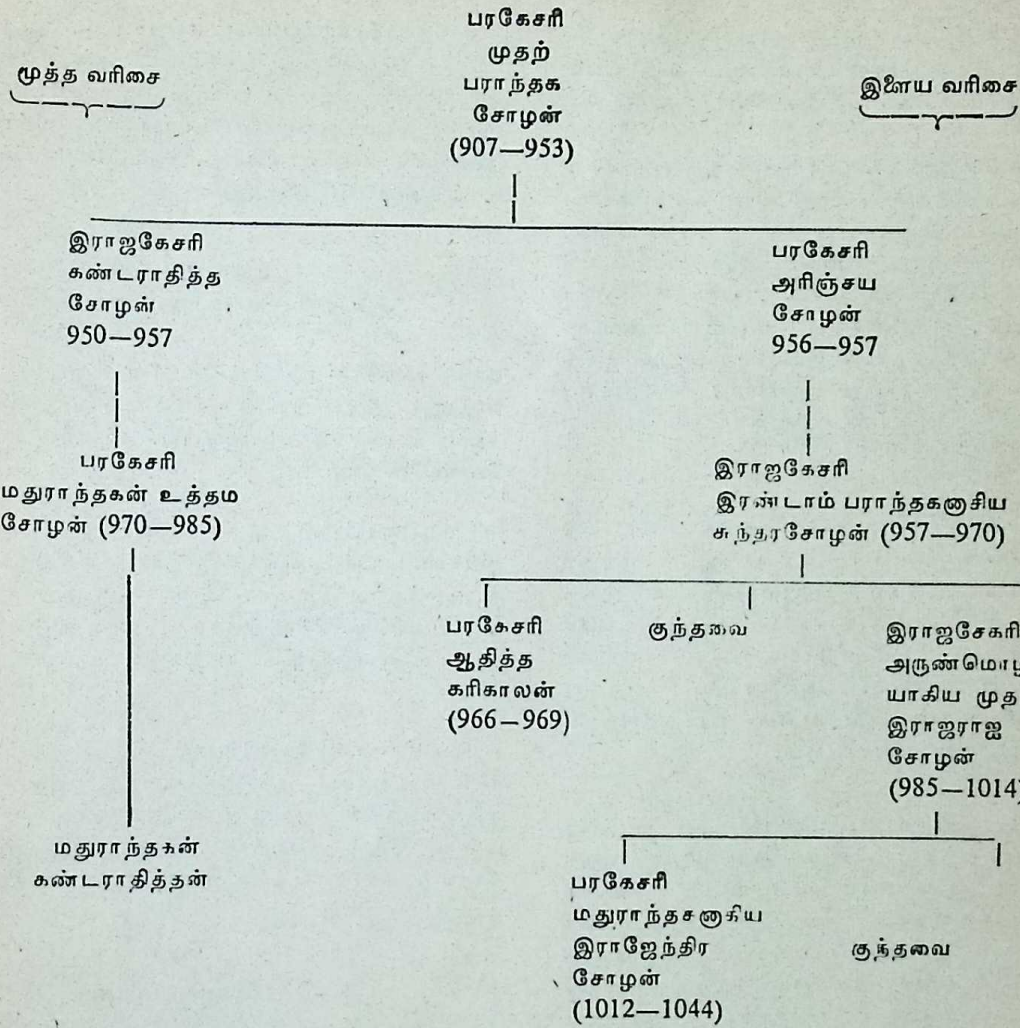 பரகேசரி
முதற்
பராந்தக
சோழன்
(907—953)
மூத்த வரிசை
இளைய வரிசை
இராஜகேசரி
கண்டராதித்த
சோழன்
950—957
பரகேசரி
அரிஞ்சய
சோழன்
956—957
பரகேசரி
மதுராந்தகன் உத்தம
சோழன் (970—985)
இராஜகேசரி
இரண்டாம் பராந்தகனாசிய
சுந்தரசோழன் (957—970)
பரகேசரி
ஆதித்த
கரிகாலன்
(966—969)
குந்தவை
இராஜசேகரி
அருண்மொழ
யாகிய முத
இராஜராஜ
சோழன்
(985—1014)
மதுராந்தகன்
கண்டராதித்தன்
பரகேசரி
மதுராந்தசனாகிய
இராஜேந்திர
சோழன்
(1012—1044)
குந்தவை